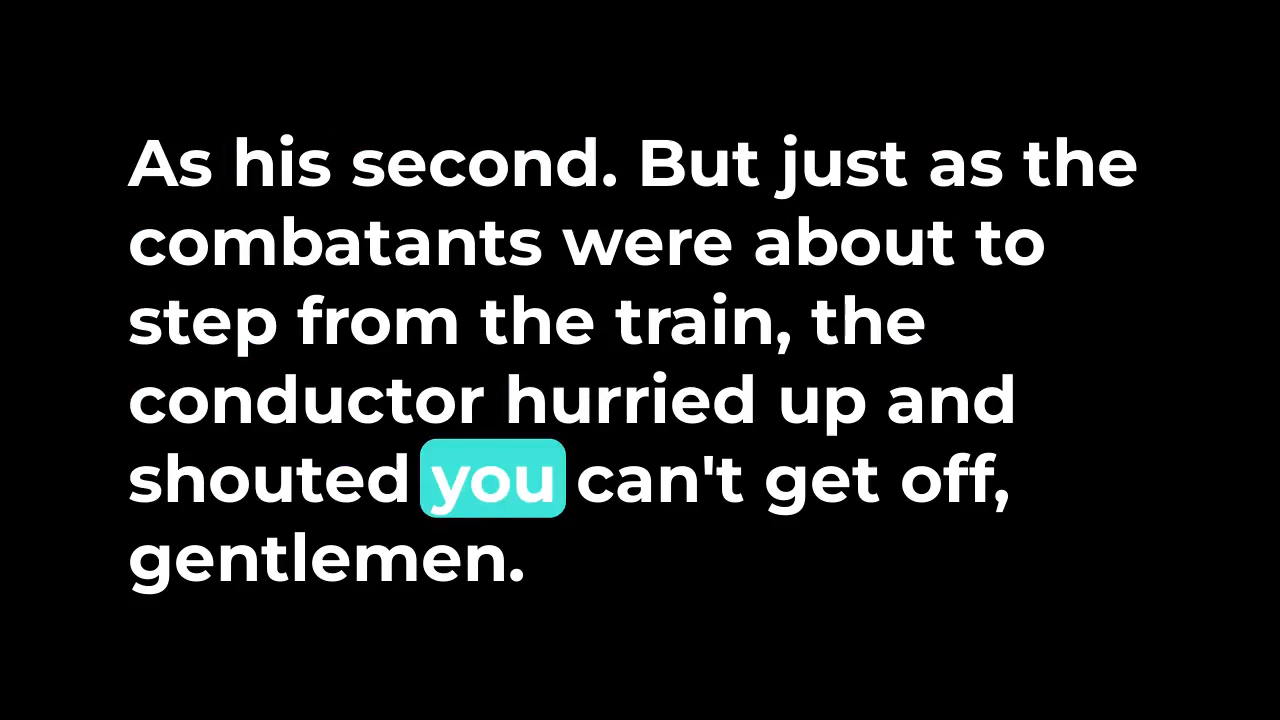 As his second. But just as the
combatants were about to
step from the train, the
conductor hurried up and
shouted you can't get off,
gentlemen.